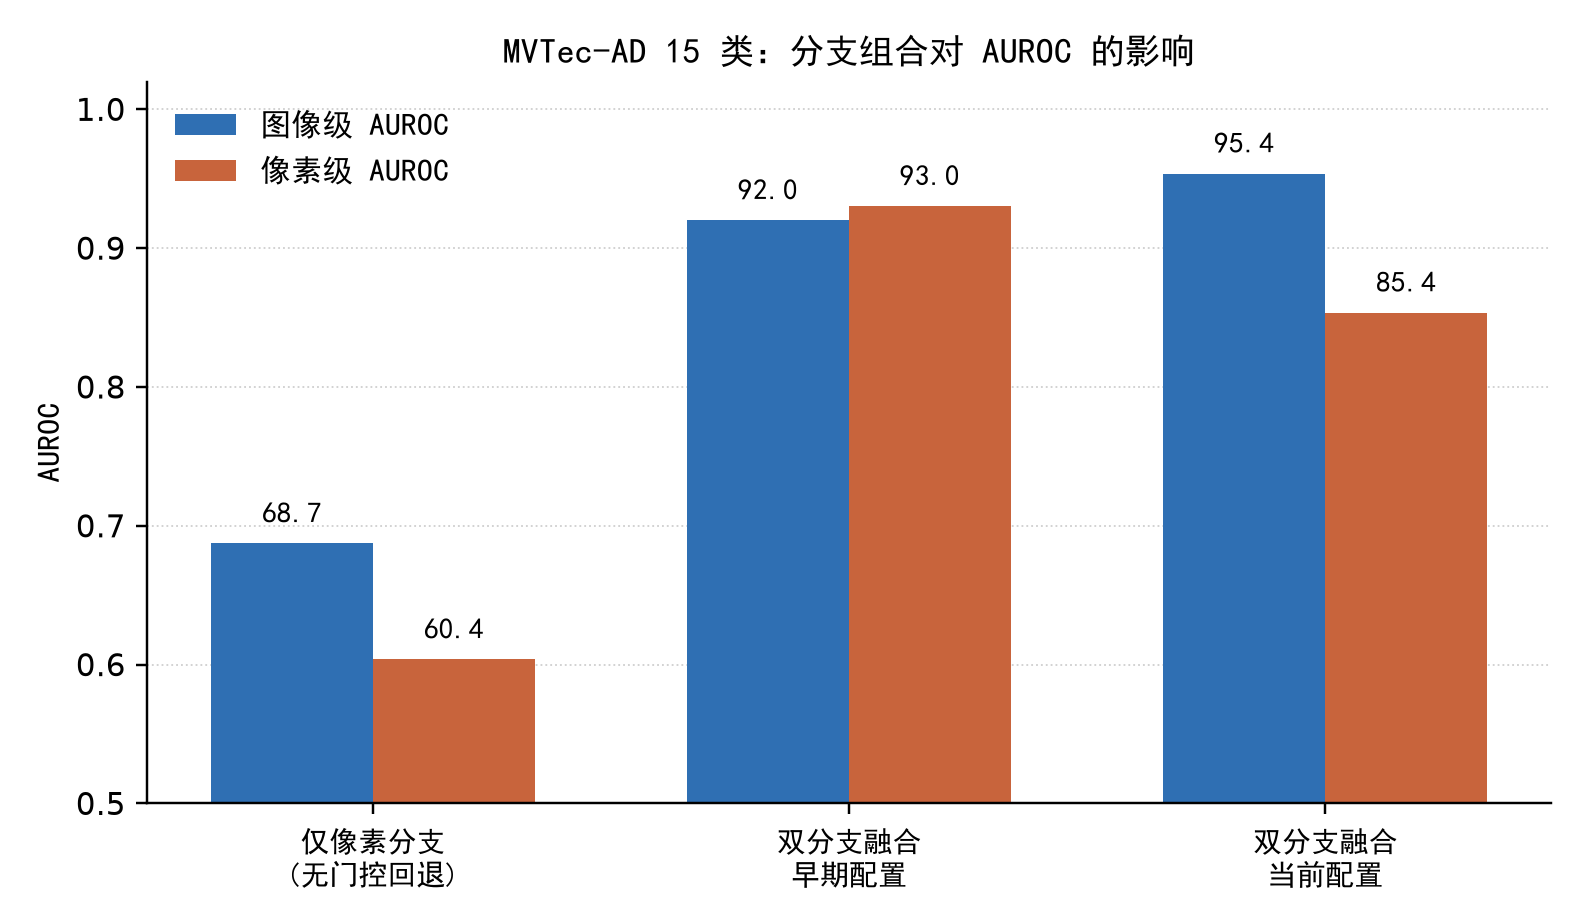 MVTec-AD 15 类：分支组合对 AUROC 的影响
图像级 AUROC
像素级 AUROC
AUROC
1.0
0.9
0.8
0.7
0.6
0.5
68.7
60.4
92.0
93.0
95.4
85.4
仅像素分支
（无门控回退）
双分支融合
早期配置
双分支融合
当前配置